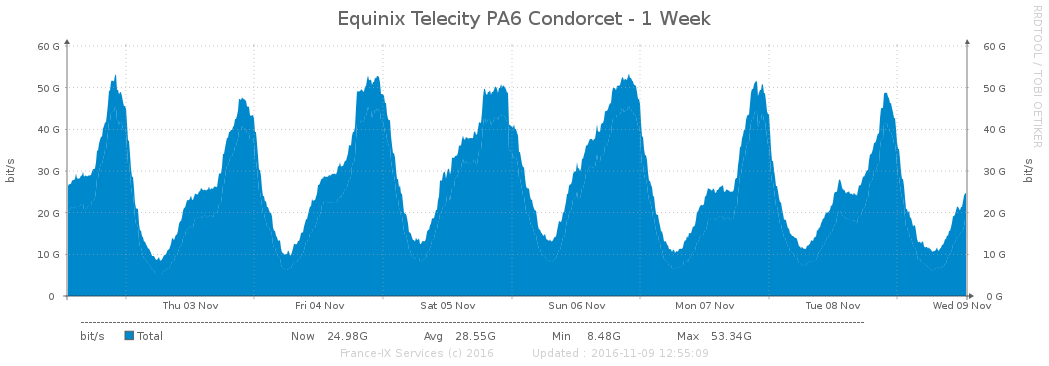 Equinix Telecity PA6 Condorcet - 1 Week
RRDTOOL / TOBI OETIKER
bit/s
60 G
50 G
40 G
30 G
20 G
10 G
0
60 G
50 G
40 G
30 G
20 G
10 G
0 G
bit/s
Thu 03 Nov Fri 04 Nov Sat 05 Nov Sun 06 Nov Mon 07 Nov Tue 08 Nov Wed 09 Nov
bit/s Total Now 24.98G Avg 28.55G Min 8.48G Max 53.34G
France-IX Services (c) 2016 Updated : 2016-11-09 12:55:09